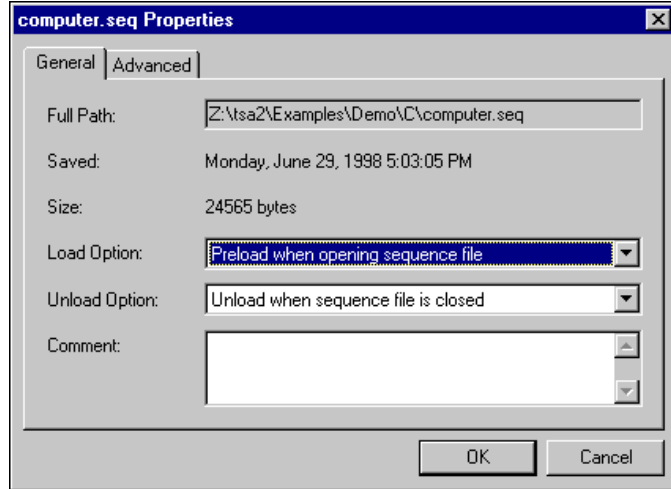 computer.seq Properties
General Advanced
Full Path: Z:\tsa2\Examples\Demo\C\computer.seq
Saved: Monday, June 29, 1998 5:03:05 PM
Size: 24565 bytes
Load Option: Preload when opening sequence file
Unload Option: Unload when sequence file is closed
Comment:
OK Cancel